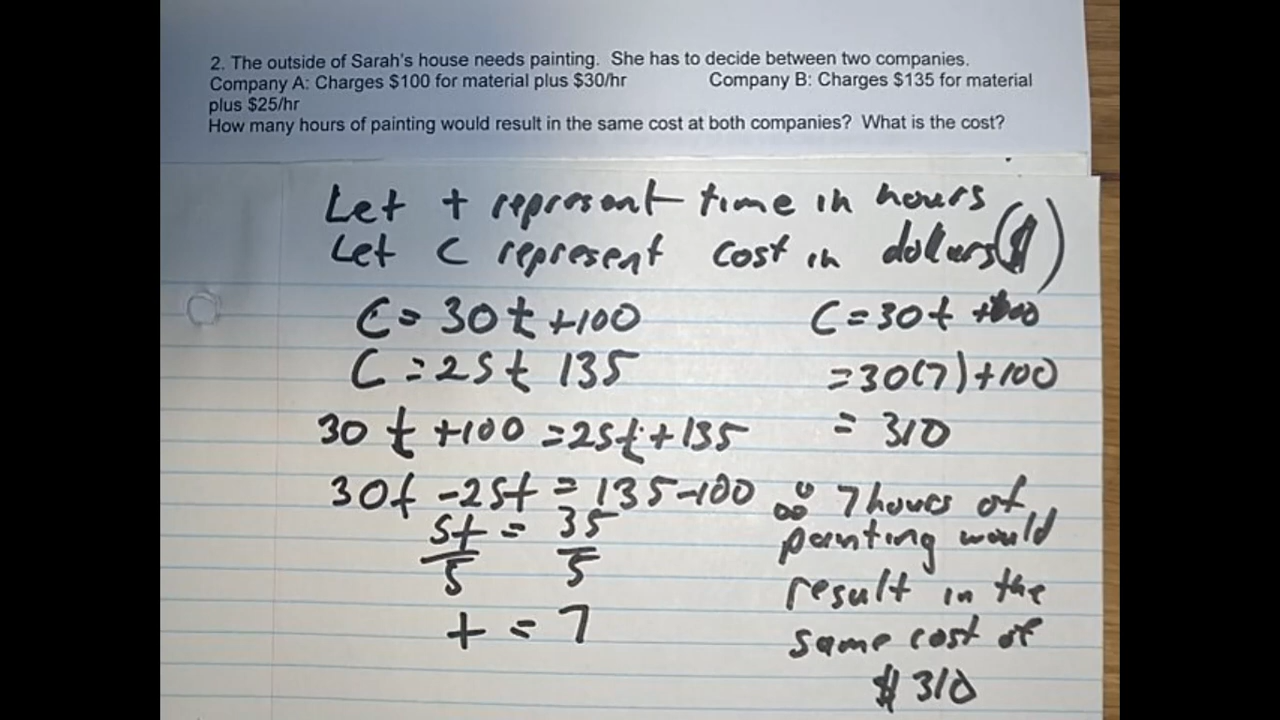 2. The outside of Sarah's house needs painting. She has to decide between two companies.
Company A: Charges $100 for material plus $30/hr Company B: Charges $135 for material
plus $25/hr
How many hours of painting would result in the same cost at both companies? What is the cost?
Let t represent time in hours
Let C represent cost in dollars($)
C = 30t +100
C = 25t 135
30t +100 = 25t + 135
30t - 25t = 135-100
5t = 35
5 5
t = 7
C = 30t +100
= 30(7) + 100
= 310
∴ 7 hours of
painting would
result in the
same cost of
$ 310